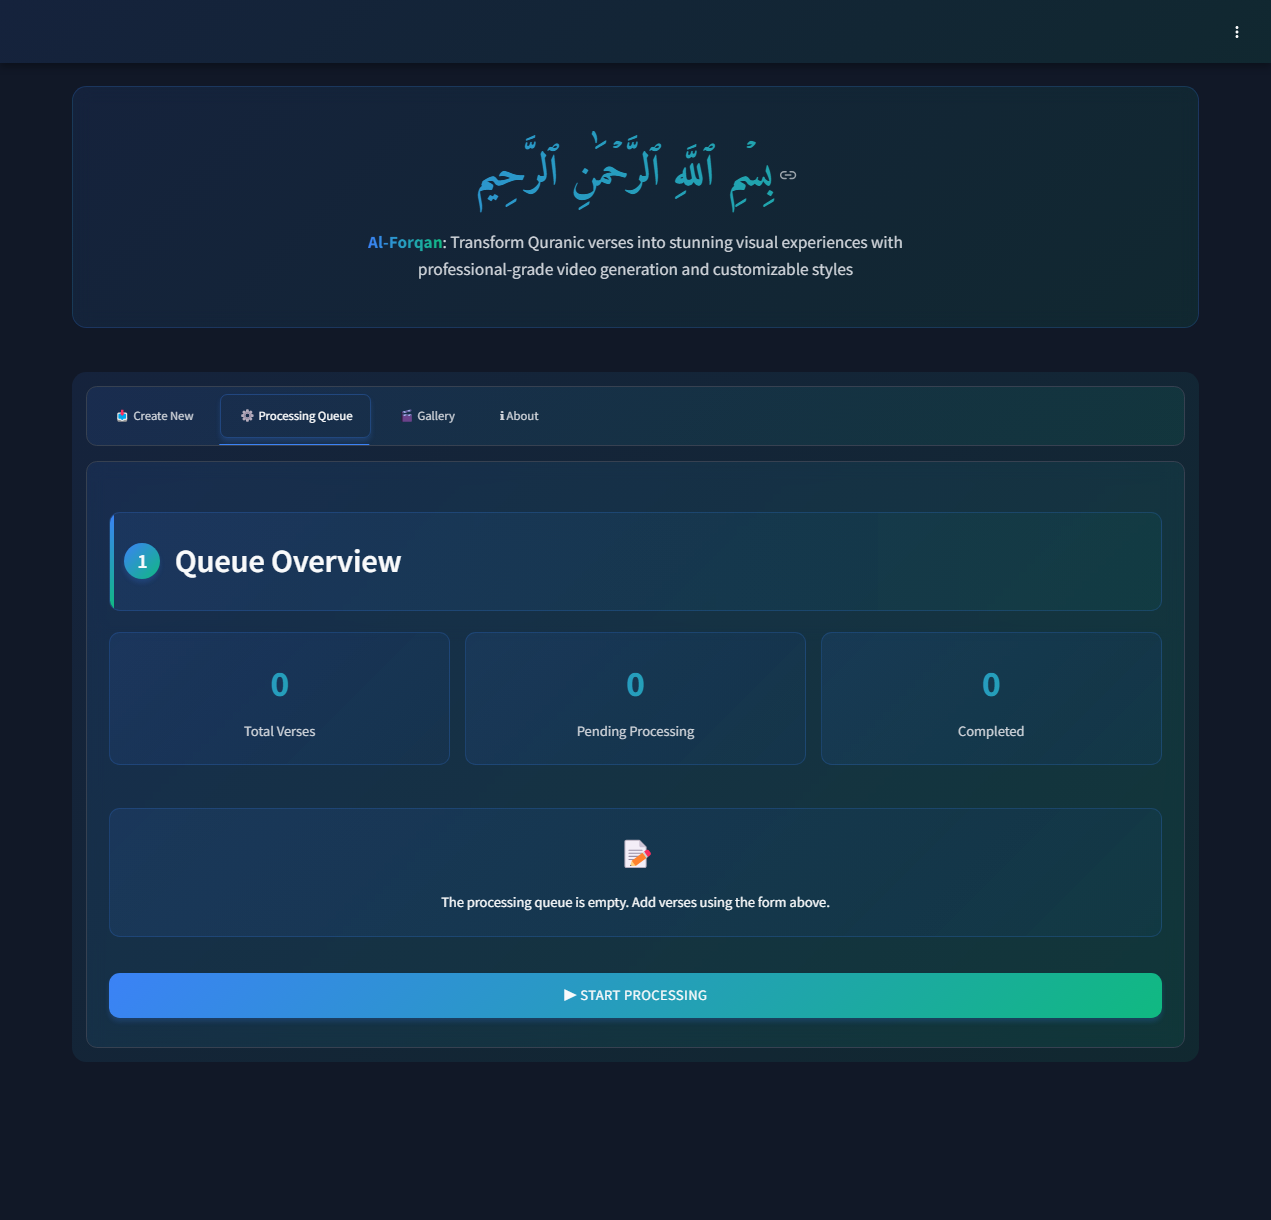 بِسْمِ ٱللَّهِ ٱلرَّحْمَٰنِ ٱلرَّحِيمِ
Al-Forqan: Transform Quranic verses into stunning visual experiences with
professional-grade video generation and customizable styles
Create New
Processing Queue
Gallery
ℹ About
1
Queue Overview
0
Total Verses
0
Pending Processing
0
Completed
The processing queue is empty. Add verses using the form above.
▶ START PROCESSING